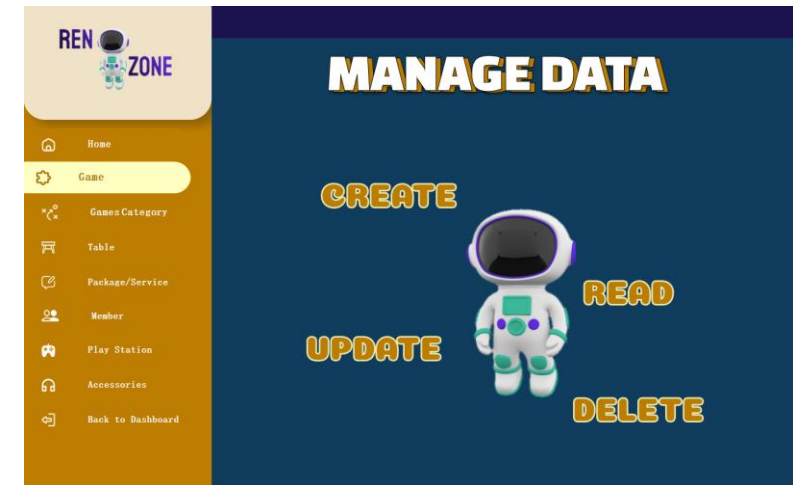 REN
ZONE
Home
Game
Games Category
Table
Package/Service
Member
Play Station
Accessories
Back to Dashboard
MANAGE DATA
CREATE
READ
UPDATE
DELETE